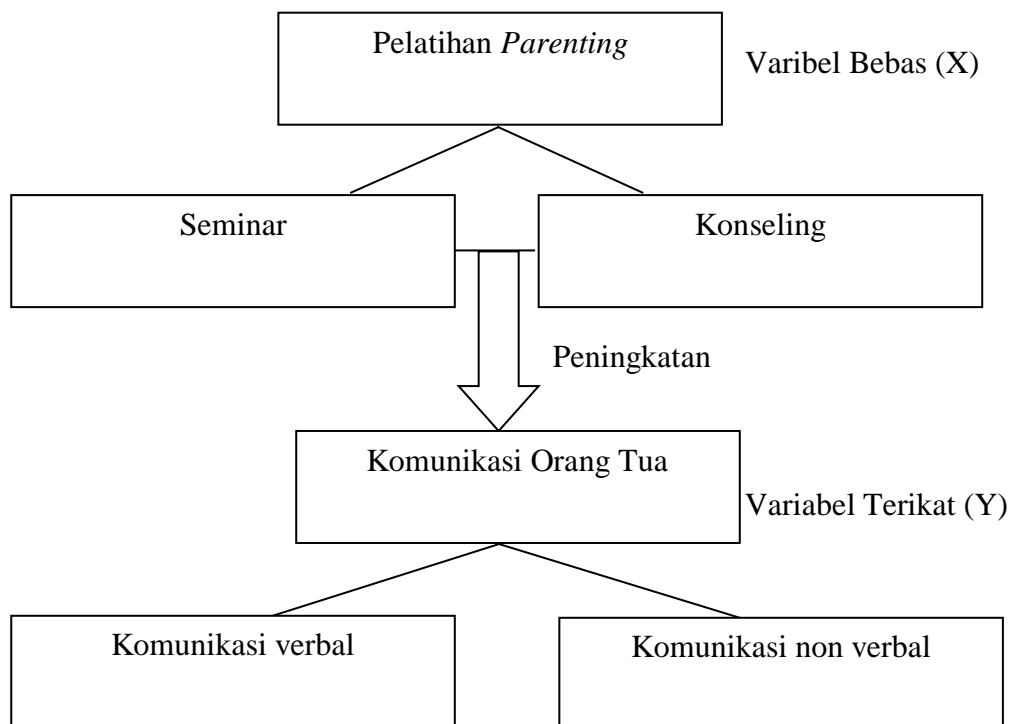 Pelatihan Parenting
Varibel Bebas (X)
Seminar
Konseling
Peningkatan
Komunikasi Orang Tua
Variabel Terikat (Y)
Komunikasi verbal
Komunikasi non verbal